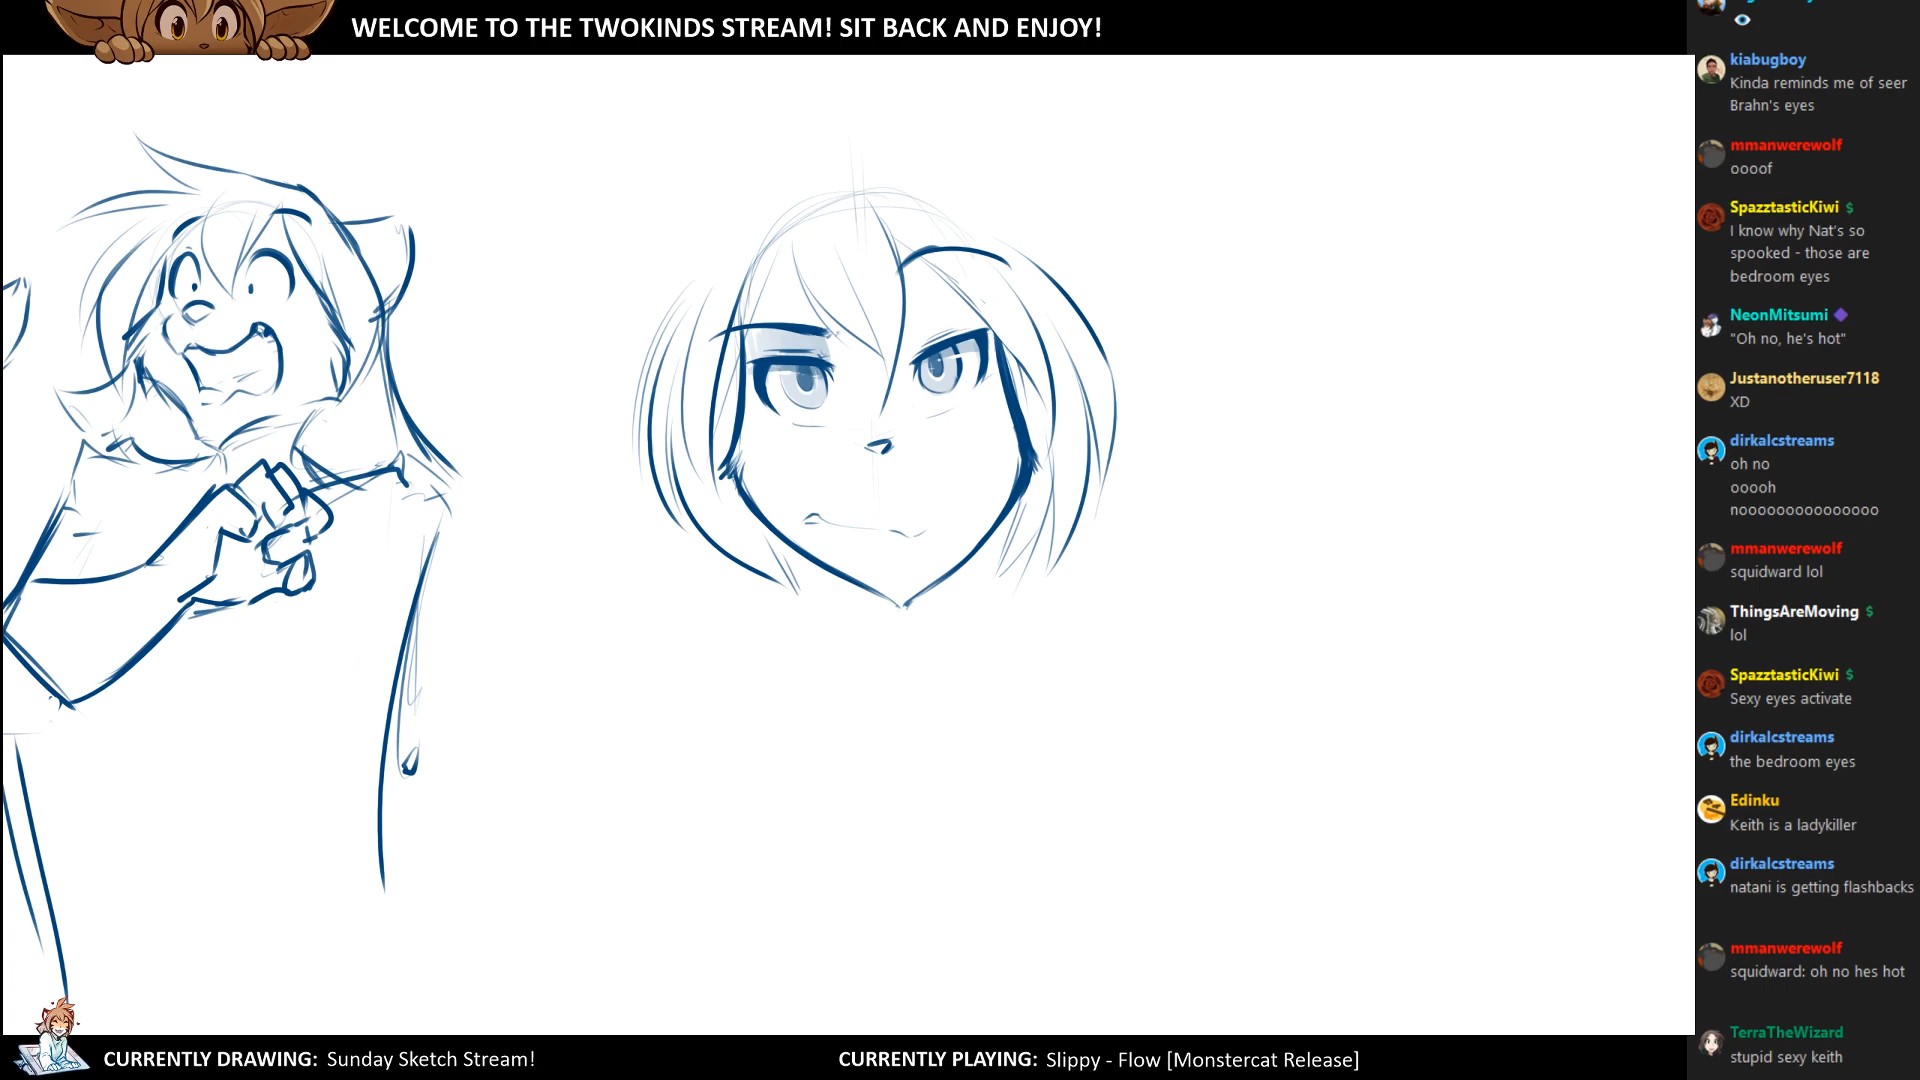 WELCOME TO THE TWOKINDS STREAM! SIT BACK AND ENJOY!
kiabugboy
Kinda reminds me of seer
Brahn's eyes
mmanwerewolf
oooof
SpazztasticKiwi $
I know why Nat's so
spooked - those are
bedroom eyes
NeonMitsumi
"Oh no, he's hot"
Justanotheruser7118
XD
dirkalcstreams
oh no
ooooh
nooooooooooooooo
mmanwerewolf
squidward lol
ThingsAreMoving $
lol
SpazztasticKiwi $
Sexy eyes activate
dirkalcstreams
the bedroom eyes
Edinku
Keith is a ladykiller
dirkalcstreams
natani is getting flashbacks
mmanwerewolf
squidward: oh no hes hot
TerraTheWizard
stupid sexy keith
CURRENTLY DRAWING: Sunday Sketch Stream!
CURRENTLY PLAYING: Slippy - Flow [Monstercat Release]